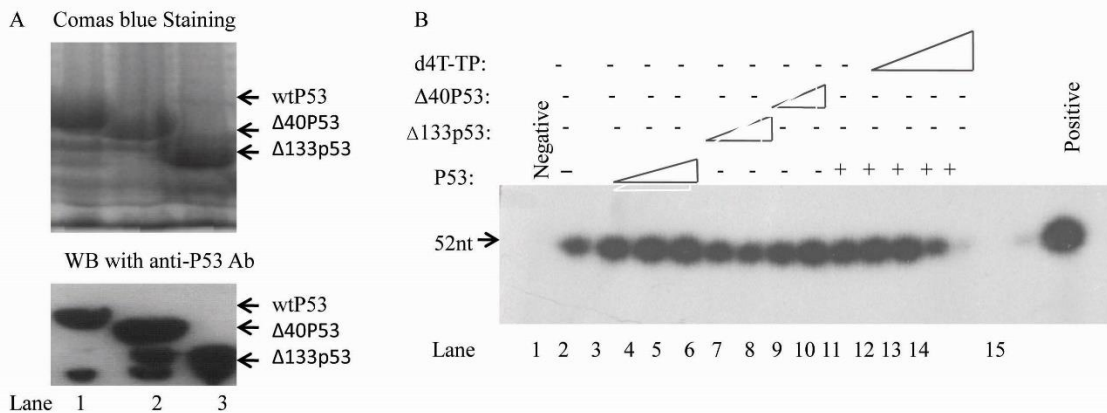 A Comas blue Staining
wtP53
Δ40P53
Δ133p53
WB with anti-P53 Ab
wtP53
Δ40P53
Δ133p53
Lane 1 2 3
B
d4T-TP: - - - - - - - - -
Δ40P53: - - - - - - - - - - - -
Δ133p53: - - - - - - - - - - -
P53: - - - - - - + + + + +
Negative
Positive
52nt
Lane 1 2 3 4 5 6 7 8 9 10 11 12 13 14 15